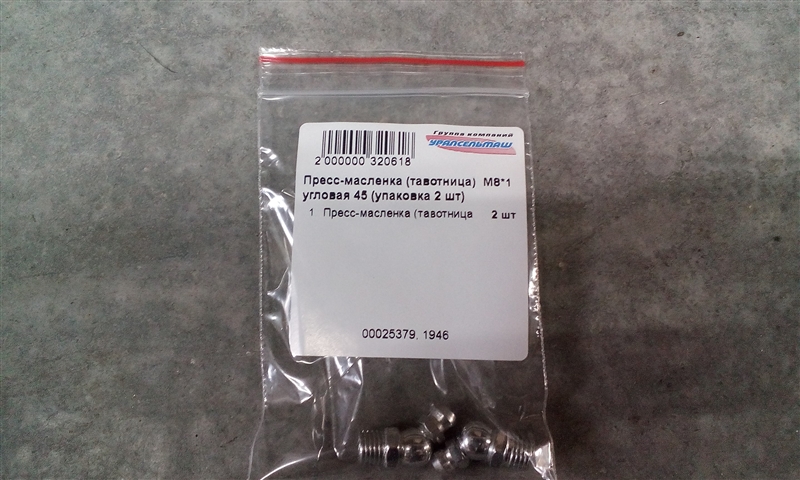 Группа компаний
УРАЛСЕЛЬМАШ
2 000000 320618
Пресс-масленка (тавотница) М8*1
угловая 45 (упаковка 2 шт)
1 Пресс-масленка (тавотница 2 шт
00025379, 1946